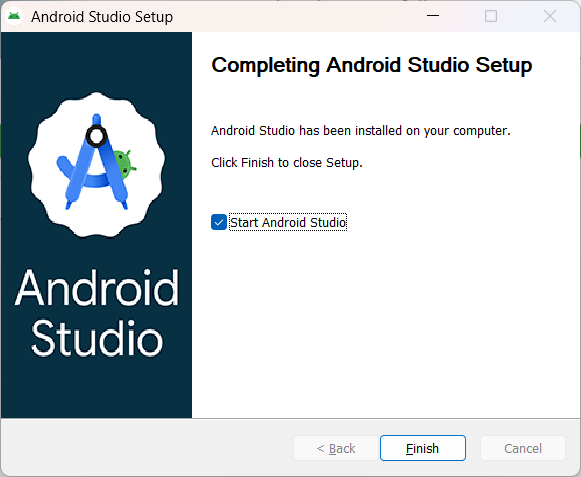 Android Studio Setup
Completing Android Studio Setup
Android Studio has been installed on your computer.
Click Finish to close Setup.
Start Android Studio
Android
Studio
< Back
Finish
Cancel